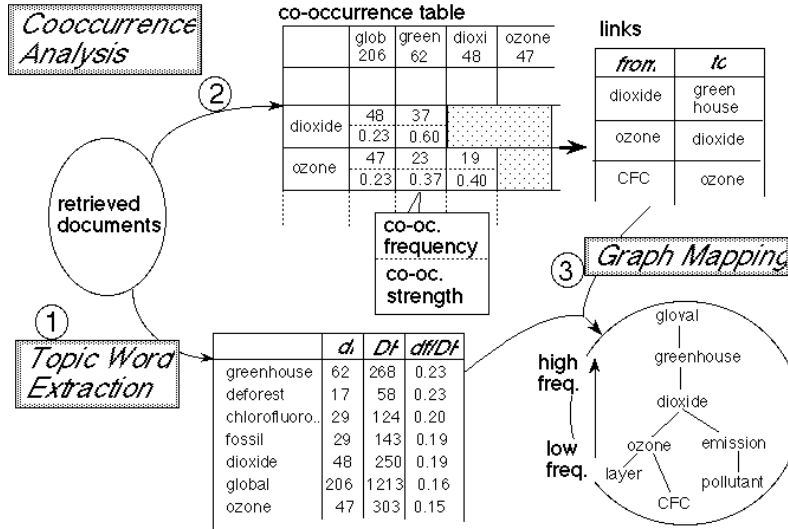 Cooccurrence
Analysis
co-occurrence table
glob green dioxi ozone
206 62 48 47
dioxide 48 37
0.23 0.60
ozone 47 23 19
0.23 0.37 0.40
co-oc.
frequency
co-oc.
strength
links
from to
dioxide green
house
ozone dioxide
CFC ozone
2
retrieved
documents
1
Topic Word
Extraction
df DF df/DF
greenhouse 62 268 0.23
deforest 17 58 0.23
chlorofluoro.. 29 124 0.20
fossil 29 143 0.19
dioxide 48 250 0.19
global 206 1213 0.16
ozone 47 303 0.15
3
Graph Mapping
high
freq.
low
freq.
gloval
greenhouse
dioxide
ozone emission
layer pollutant
CFC